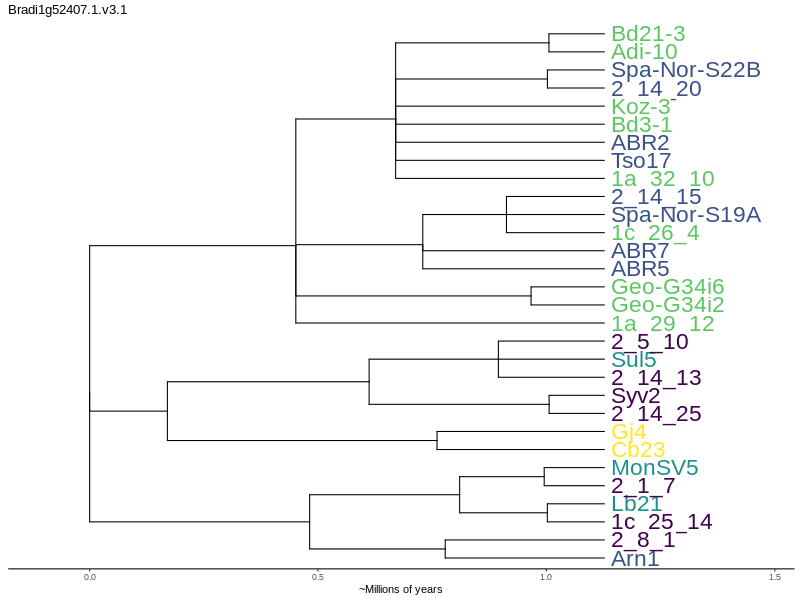 Bradi1g52407.1.v3.1
Bd21-3
Adi-10
Spa-Nor-S22B
2_14_20
Koz-3
Bd3-1
ABR2
Tso17
1a_32_10
2_14_15
Spa-Nor-S19A
1c_26_4
ABR7
ABR5
Geo-G34i6
Geo-G34i2
1a_29_12
2_5_10
Sul5
2_14_13
Syv2
2_14_25
Gj4
Cb23
MonSV5
2_1_7
Lb21
1c_25_14
2_8_1
Arn1
0.0 0.5 1.0 1.5
~Millions of years